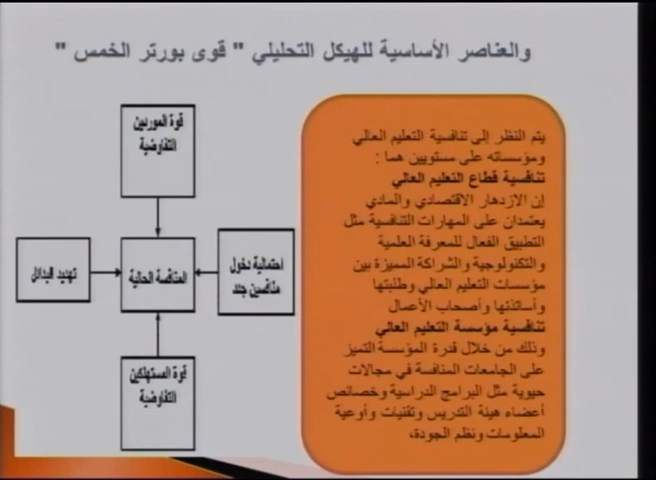 والعناصر الأساسية للهيكل التحليلي " قوى بورتر الخمس "
يتم النظر إلى تنافسية التعليم العالي
ومؤسساته على مستويين هما :
تنافسية قطاع التعليم العالي
إن الازدهار الاقتصادي والمادي
يعتمدان على المهارات التنافسية مثل
التطبيق الفعال للمعرفة العلمية
والتكنولوجية والشراكة المميزة بين
مؤسسات التعليم العالي وطلبتها
وأساتذتها وأصحاب الأعمال
تنافسية مؤسسة التعليم العالي
وذلك من خلال قدرة المؤسسة التميز
على الجامعات المنافسة في مجالات
حيوية مثل البرامج الدراسية وخصائص
أعضاء هيئة التدريس وتقنيات وأوعية
المعلومات ونظم الجودة،
قوة الموردين
التفاوضية
احتمالية دخول
منافسين جدد
المنافسة الحالية
تهديد البدائل
قوة المستهلكين
التفاوضية